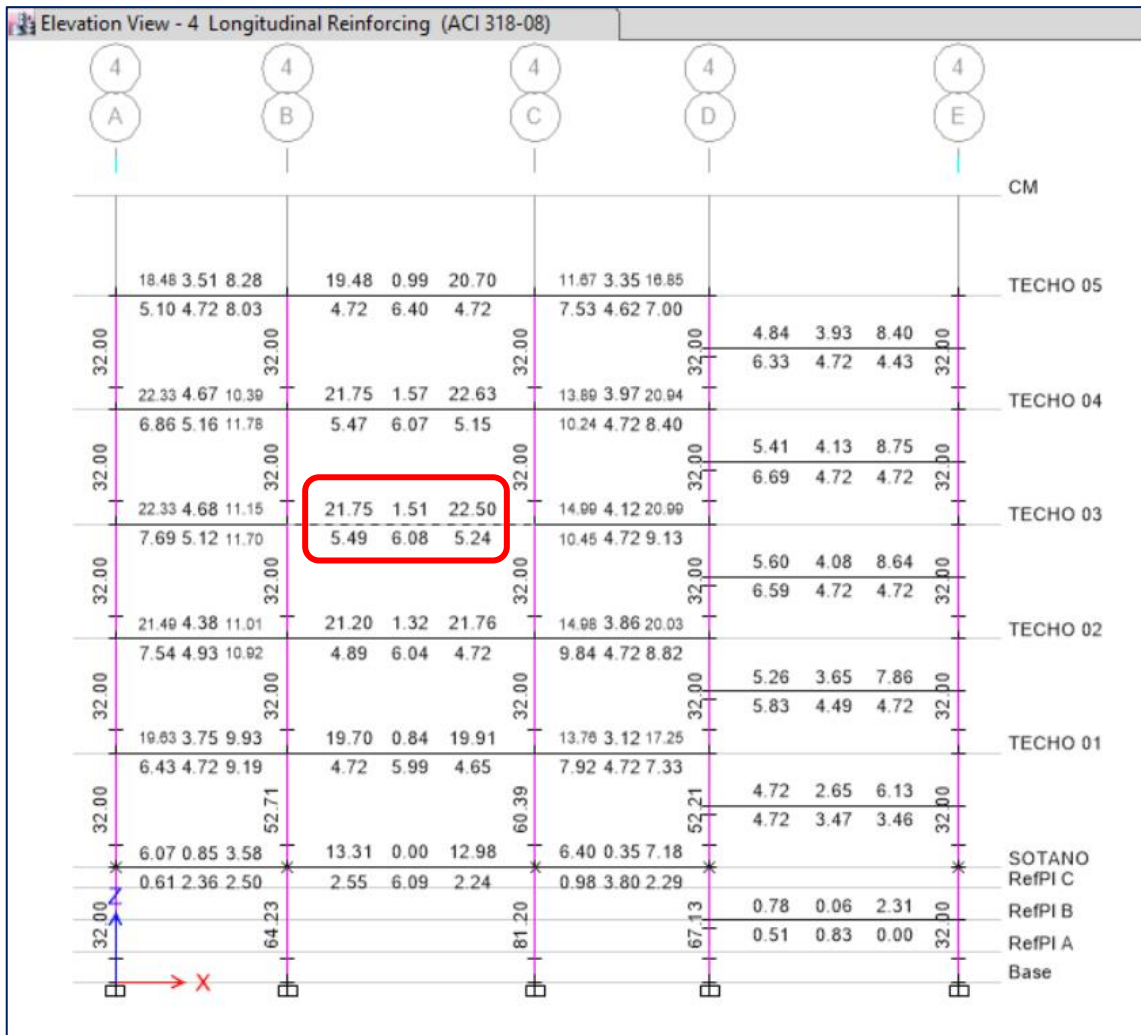 Elevation View - 4 Longitudinal Reinforcing (ACI 318-08)
4 4 4 4 4
A B C D E
CM
18.48 3.51 8.28 19.48 0.99 20.70 11.67 3.35 16.85
TECHO 05
5.10 4.72 8.03 4.72 6.40 4.72 7.53 4.62 7.00
4.84 3.93 8.40
32.00 32.00 32.00 32.00 32.00
6.33 4.72 4.43
22.33 4.67 10.39 21.75 1.57 22.63 13.89 3.97 20.94
TECHO 04
6.86 5.16 11.78 5.47 6.07 5.15 10.24 4.72 8.40
5.41 4.13 8.75
32.00 32.00 32.00 32.00 32.00
6.69 4.72 4.72
22.33 4.68 11.15 21.75 1.51 22.50 14.99 4.12 20.99
TECHO 03
7.69 5.12 11.70 5.49 6.08 5.24 10.45 4.72 9.13
5.60 4.08 8.64
32.00 32.00 32.00 32.00 32.00
6.59 4.72 4.72
21.49 4.38 11.01 21.20 1.32 21.76 14.98 3.86 20.03
TECHO 02
7.54 4.93 10.92 4.89 6.04 4.72 9.84 4.72 8.82
5.26 3.65 7.86
32.00 32.00 32.00 32.00 32.00
5.83 4.49 4.72
19.63 3.75 9.93 19.70 0.84 19.91 13.76 3.12 17.25
TECHO 01
6.43 4.72 9.19 4.72 5.99 4.65 7.92 4.72 7.33
4.72 2.65 6.13
32.00 52.71 60.39 52.21 32.00
4.72 3.47 3.46
6.07 0.85 3.58 13.31 0.00 12.98 6.40 0.35 7.18
SOTANO
0.61 2.36 2.50 2.55 6.09 2.24 0.98 3.80 2.29
RefPl C
Z
0.78 0.06 2.31
RefPl B
32.00 64.23 81.20 67.13 32.00
0.51 0.83 0.00
RefPl A
Base
X